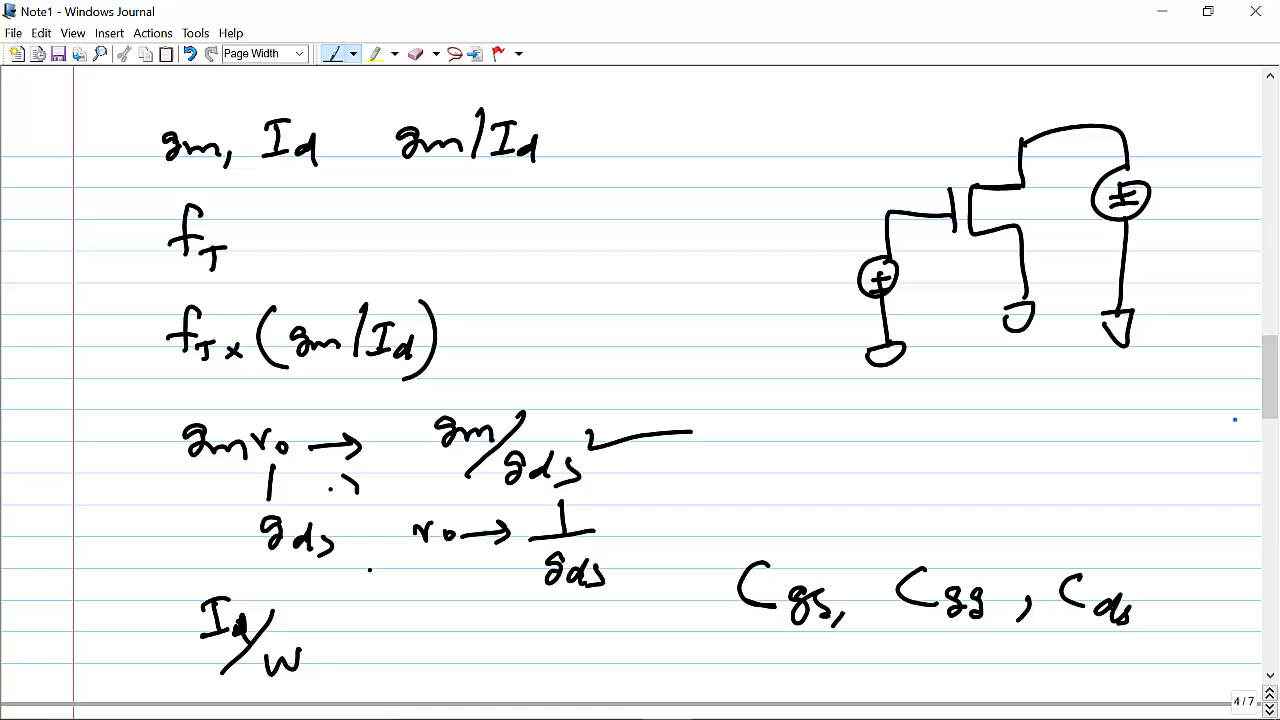 Note1 - Windows Journal
File Edit View Insert Actions Tools Help
Page Width
gm, Id gm/Id
fT
fT x (gm/Id)
gmro → gm/gds
gds ro → 1/gds
Id/W
Cgs, Cgg, Cds
4 / 7